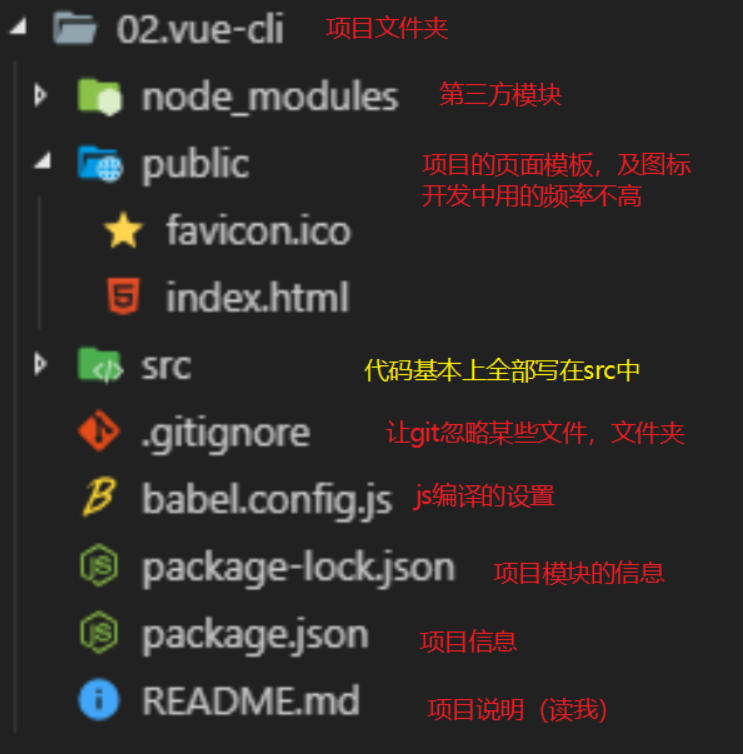 02.vue-cli 项目文件夹
node_modules 第三方模块
public 项目的页面模板，及图标
开发中用的频率不高
favicon.ico
index.html
src 代码基本上全部写在src中
.gitignore 让git忽略某些文件，文件夹
babel.config.js js编译的设置
package-lock.json 项目模块的信息
package.json 项目信息
README.md 项目说明（读我）